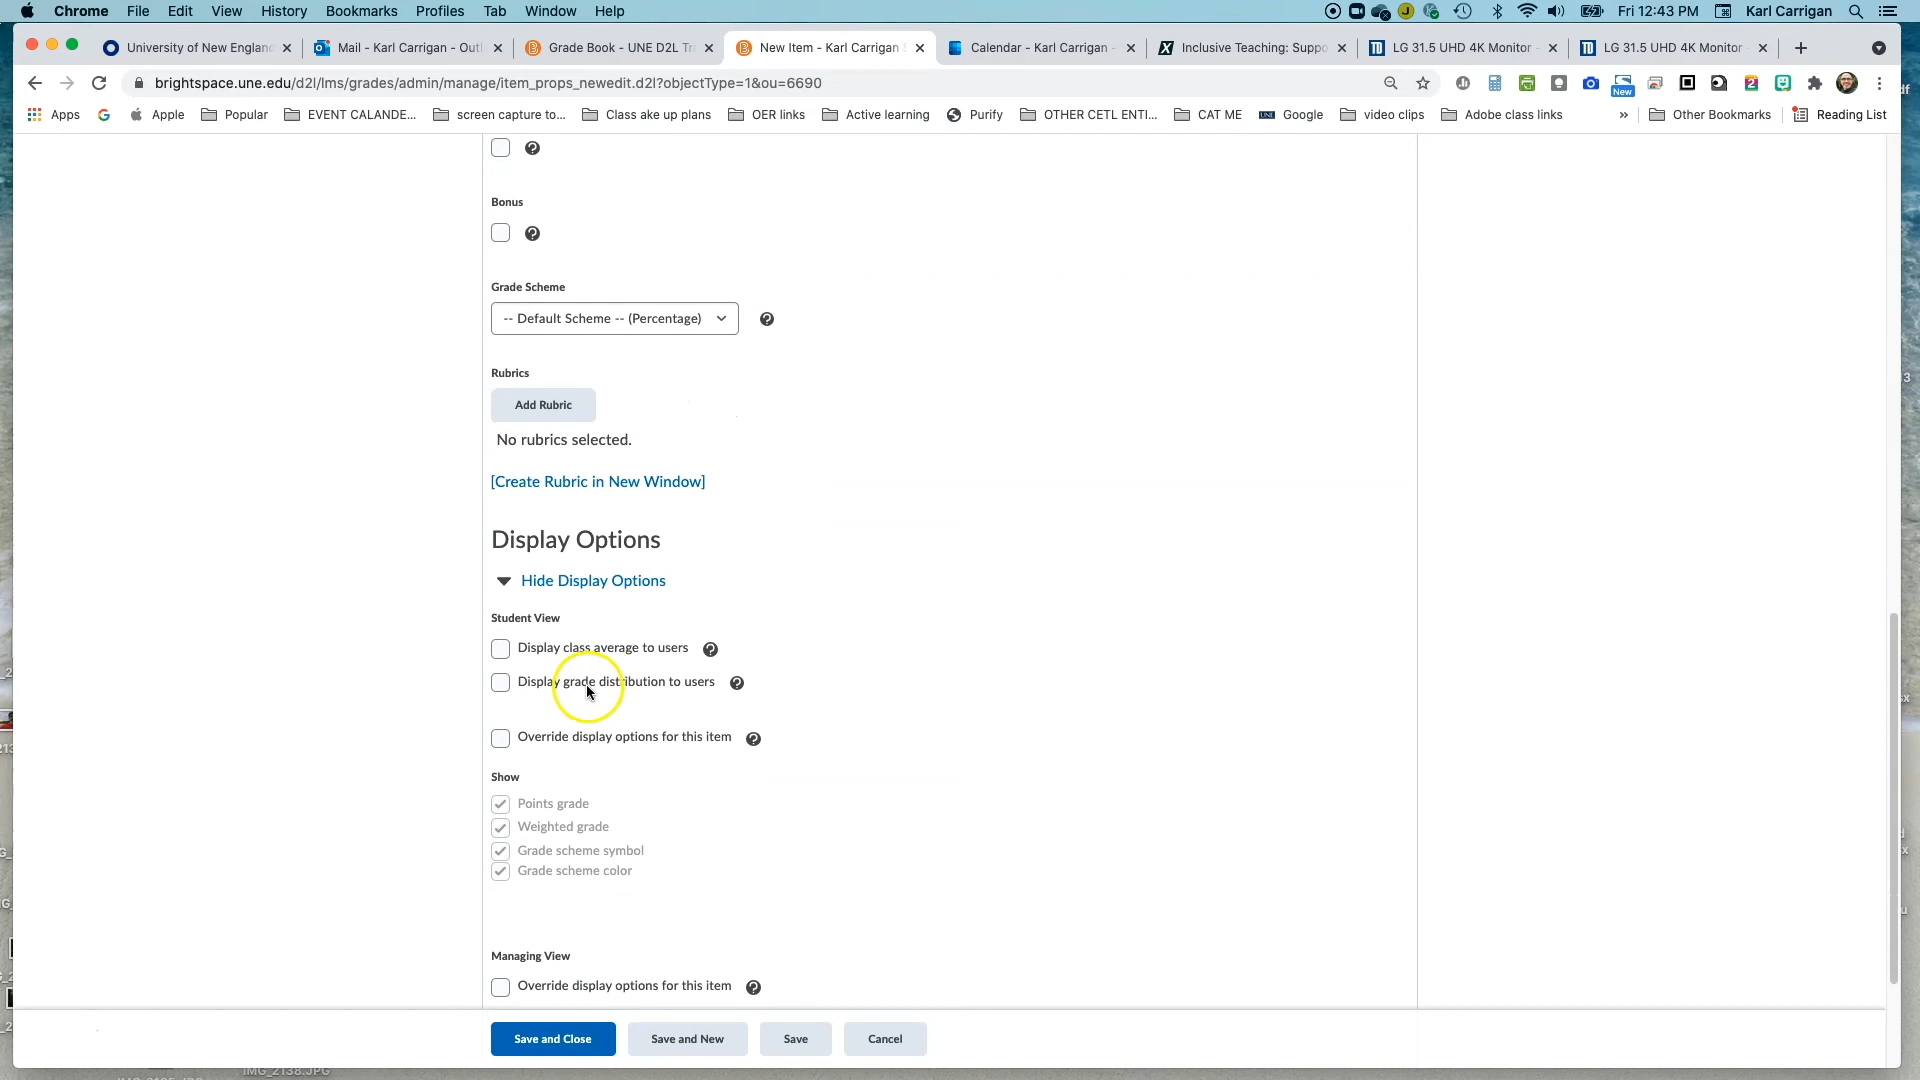 Chrome File Edit View History Bookmarks Profiles Tab Window Help Fri 12:43 PM Karl Carrigan
University of New England Mail - Karl Carrigan - Outl Grade Book - UNE D2L Tr New Item - Karl Carrigan Calendar - Karl Carrigan - Inclusive Teaching: Suppo LG 31.5 UHD 4K Monitor - LG 31.5 UHD 4K Monitor
brightspace.une.edu/d2l/lms/grades/admin/manage/item_props_newedit.d2l?objectType=1&ou=6690
New
Apps Apple Popular EVENT CALANDE... screen capture to... Class ake up plans OER links Active learning Purify OTHER CETL ENTI... CAT ME Google video clips Adobe class links » Other Bookmarks Reading List
Bonus
Grade Scheme
-- Default Scheme -- (Percentage)
Rubrics
Add Rubric
No rubrics selected.
[Create Rubric in New Window]
Display Options
Hide Display Options
Student View
Display class average to users
Display grade distribution to users
Override display options for this item
Show
Points grade
Weighted grade
Grade scheme symbol
Grade scheme color
Managing View
Override display options for this item
Save and Close Save and New Save Cancel
IMG_2138.JPG